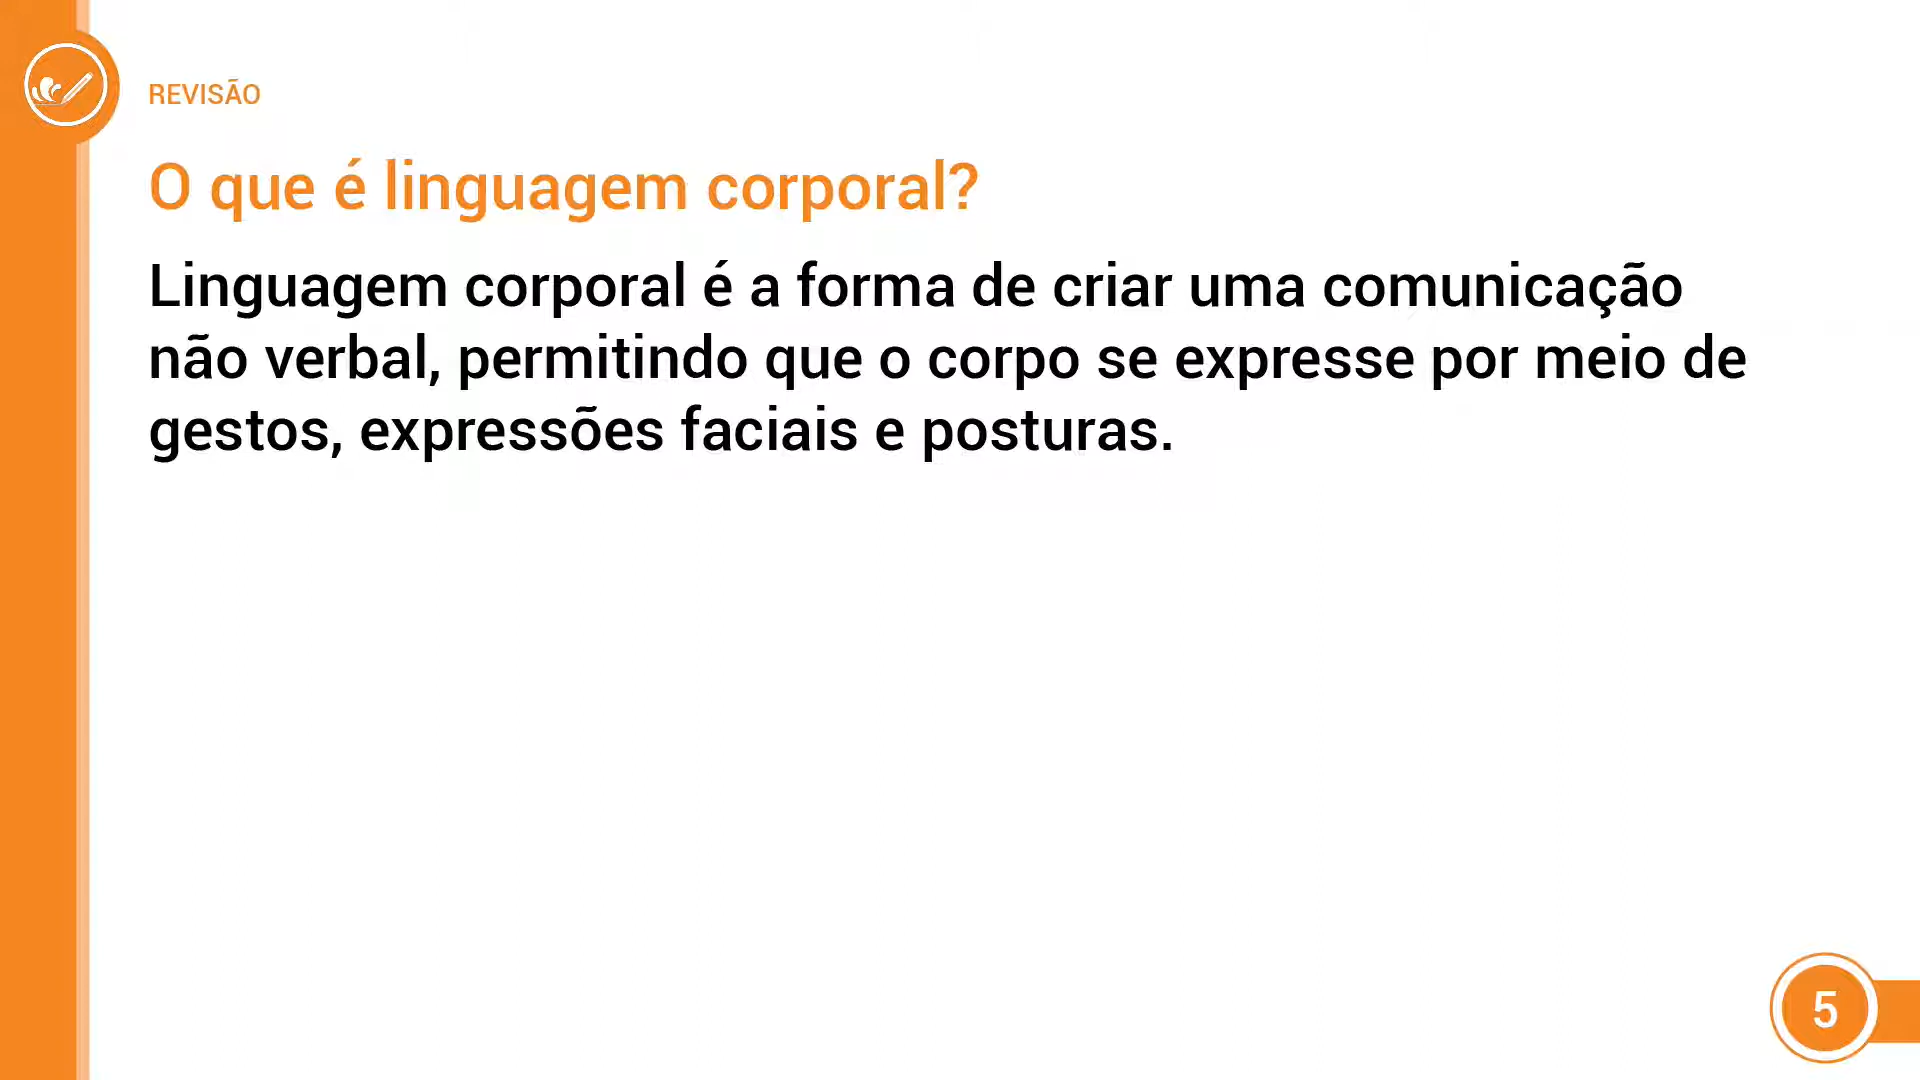 REVISÃO
O que é linguagem corporal?
Linguagem corporal é a forma de criar uma comunicação
não verbal, permitindo que o corpo se expresse por meio de
gestos, expressões faciais e posturas.
5